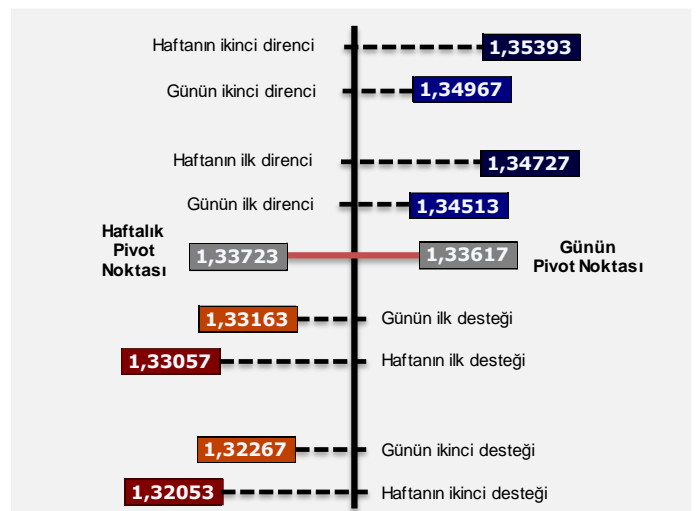 Haftanın ikinci direnci
1,35393
Günün ikinci direnci
1,34967
Haftanın ilk direnci
1,34727
Günün ilk direnci
1,34513
Haftalık
Pivot
Noktası
1,33723
1,33617
Günün
Pivot Noktası
1,33163
Günün ilk desteği
1,33057
Haftanın ilk desteği
1,32267
Günün ikinci desteği
1,32053
Haftanın ikinci desteği